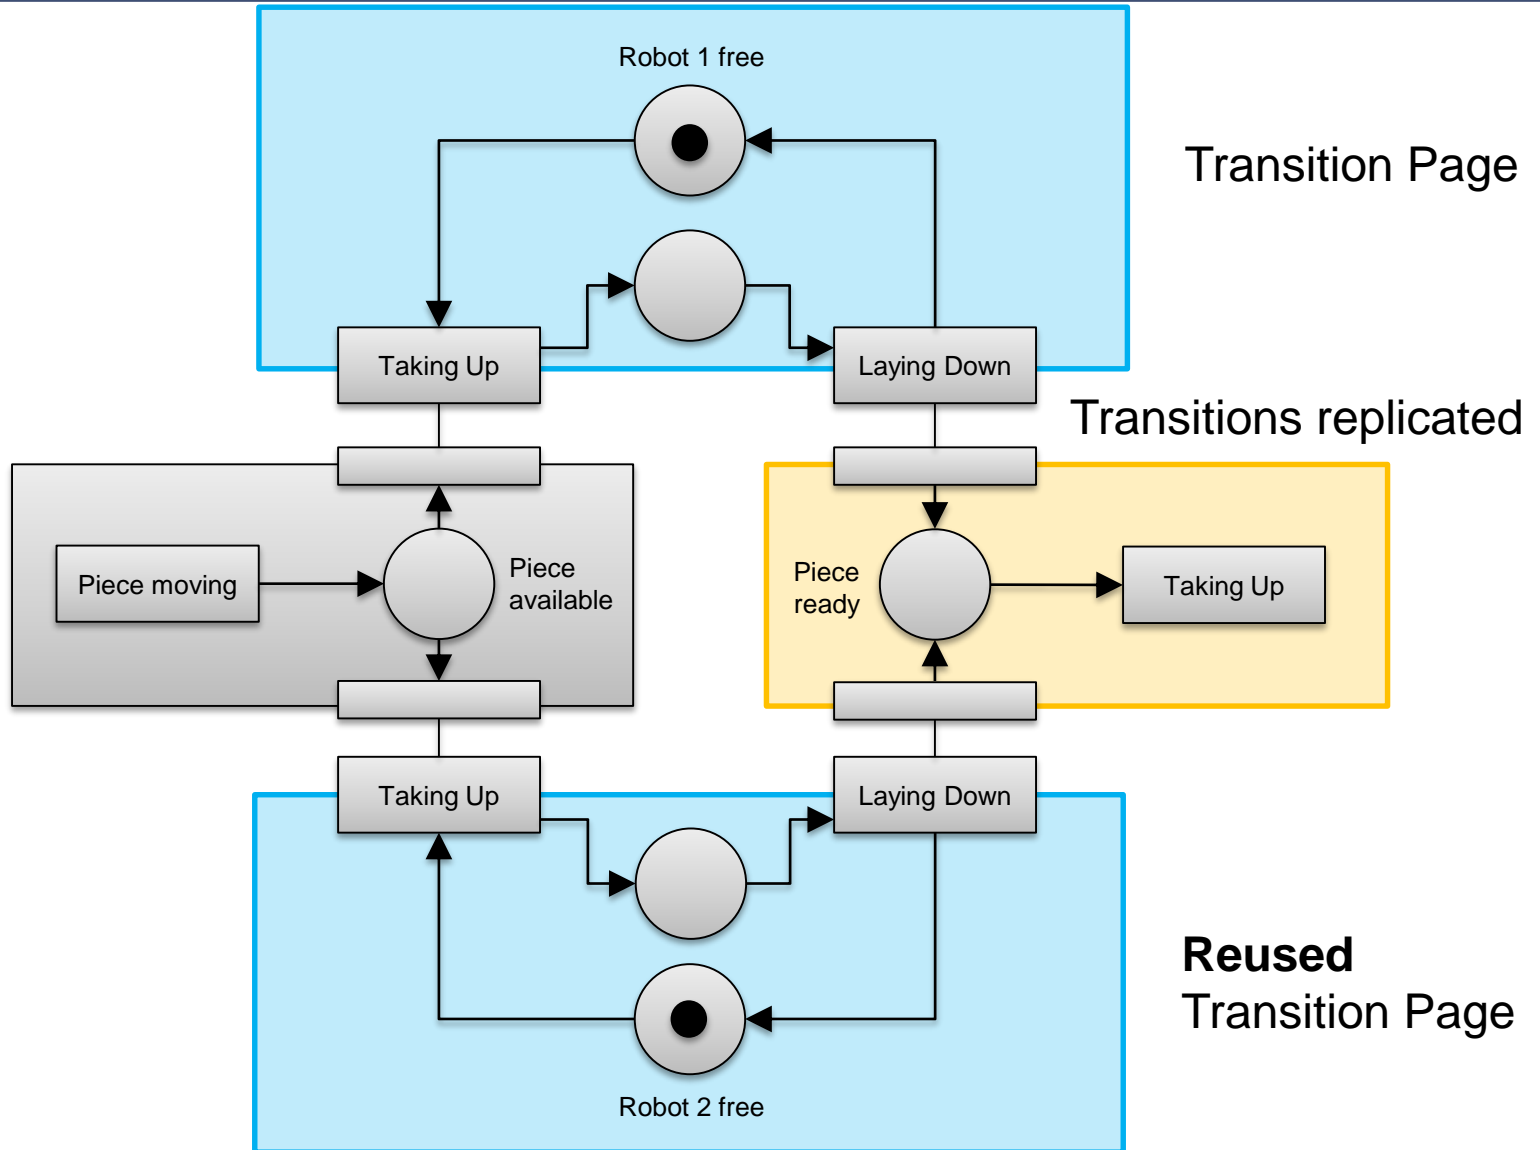 Robot 1 free
Transition Page
Taking Up
Laying Down
Transitions replicated
Piece moving
Piece
available
Piece
ready
Taking Up
Taking Up
Laying Down
Reused
Transition Page
Robot 2 free